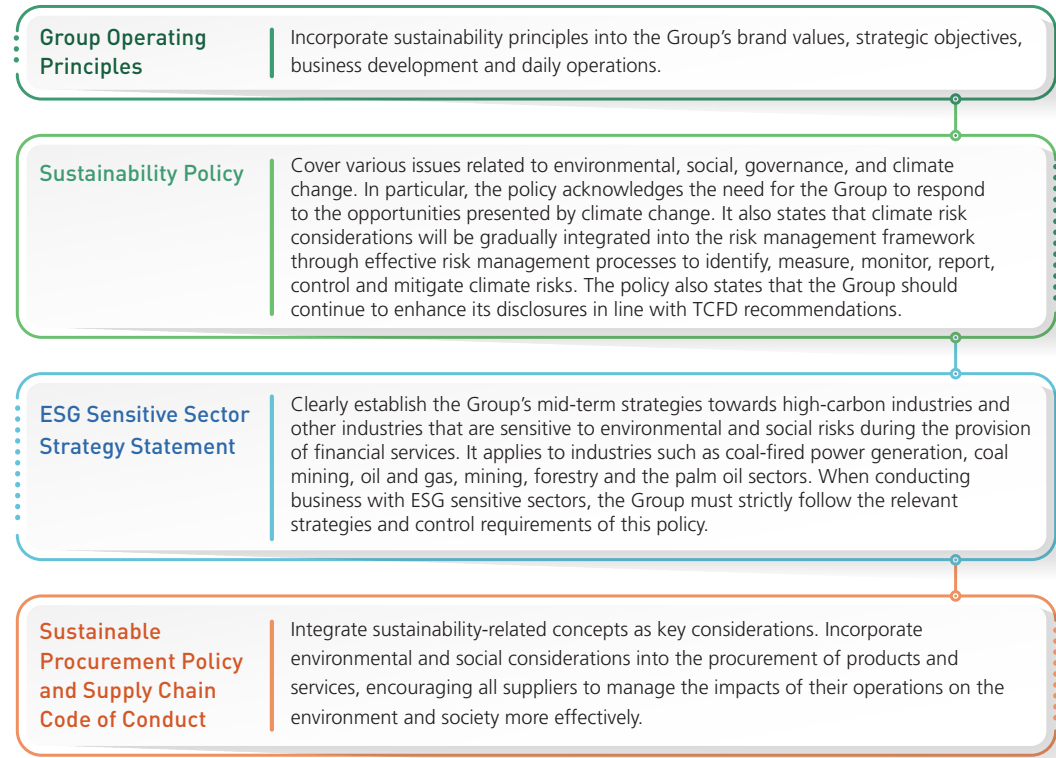 Group Operating
Principles
Incorporate sustainability principles into the Group’s brand values, strategic objectives,
business development and daily operations.
Sustainability Policy
Cover various issues related to environmental, social, governance, and climate
change. In particular, the policy acknowledges the need for the Group to respond
to the opportunities presented by climate change. It also states that climate risk
considerations will be gradually integrated into the risk management framework
through effective risk management processes to identify, measure, monitor, report,
control and mitigate climate risks. The policy also states that the Group should
continue to enhance its disclosures in line with TCFD recommendations.
ESG Sensitive Sector
Strategy Statement
Clearly establish the Group’s mid-term strategies towards high-carbon industries and
other industries that are sensitive to environmental and social risks during the provision
of financial services. It applies to industries such as coal-fired power generation, coal
mining, oil and gas, mining, forestry and the palm oil sectors. When conducting
business with ESG sensitive sectors, the Group must strictly follow the relevant
strategies and control requirements of this policy.
Sustainable
Procurement Policy
and Supply Chain
Code of Conduct
Integrate sustainability-related concepts as key considerations. Incorporate
environmental and social considerations into the procurement of products and
services, encouraging all suppliers to manage the impacts of their operations on the
environment and society more effectively.